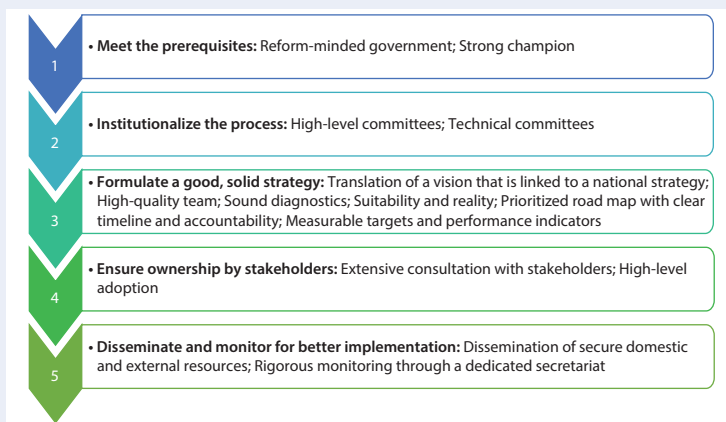 1
• Meet the prerequisites: Reform-minded government; Strong champion
2
• Institutionalize the process: High-level committees; Technical committees
3
• Formulate a good, solid strategy: Translation of a vision that is linked to a national strategy;
High-quality team; Sound diagnostics; Suitability and reality; Prioritized road map with clear
timeline and accountability; Measurable targets and performance indicators
4
• Ensure ownership by stakeholders: Extensive consultation with stakeholders; High-level
adoption
5
• Disseminate and monitor for better implementation: Dissemination of secure domestic
and external resources; Rigorous monitoring through a dedicated secretariat